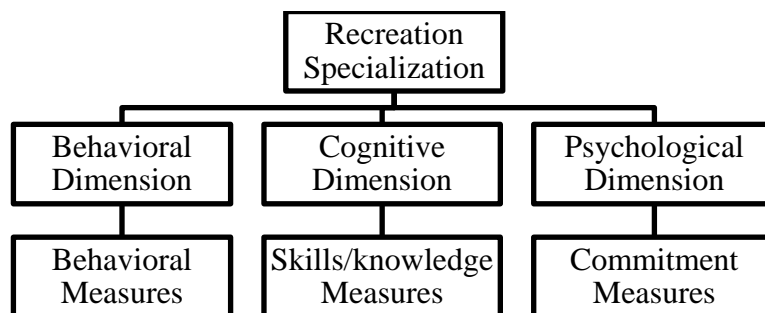 Recreation
Specialization
Behavioral
Dimension
Cognitive
Dimension
Psychological
Dimension
Behavioral
Measures
Skills/knowledge
Measures
Commitment
Measures